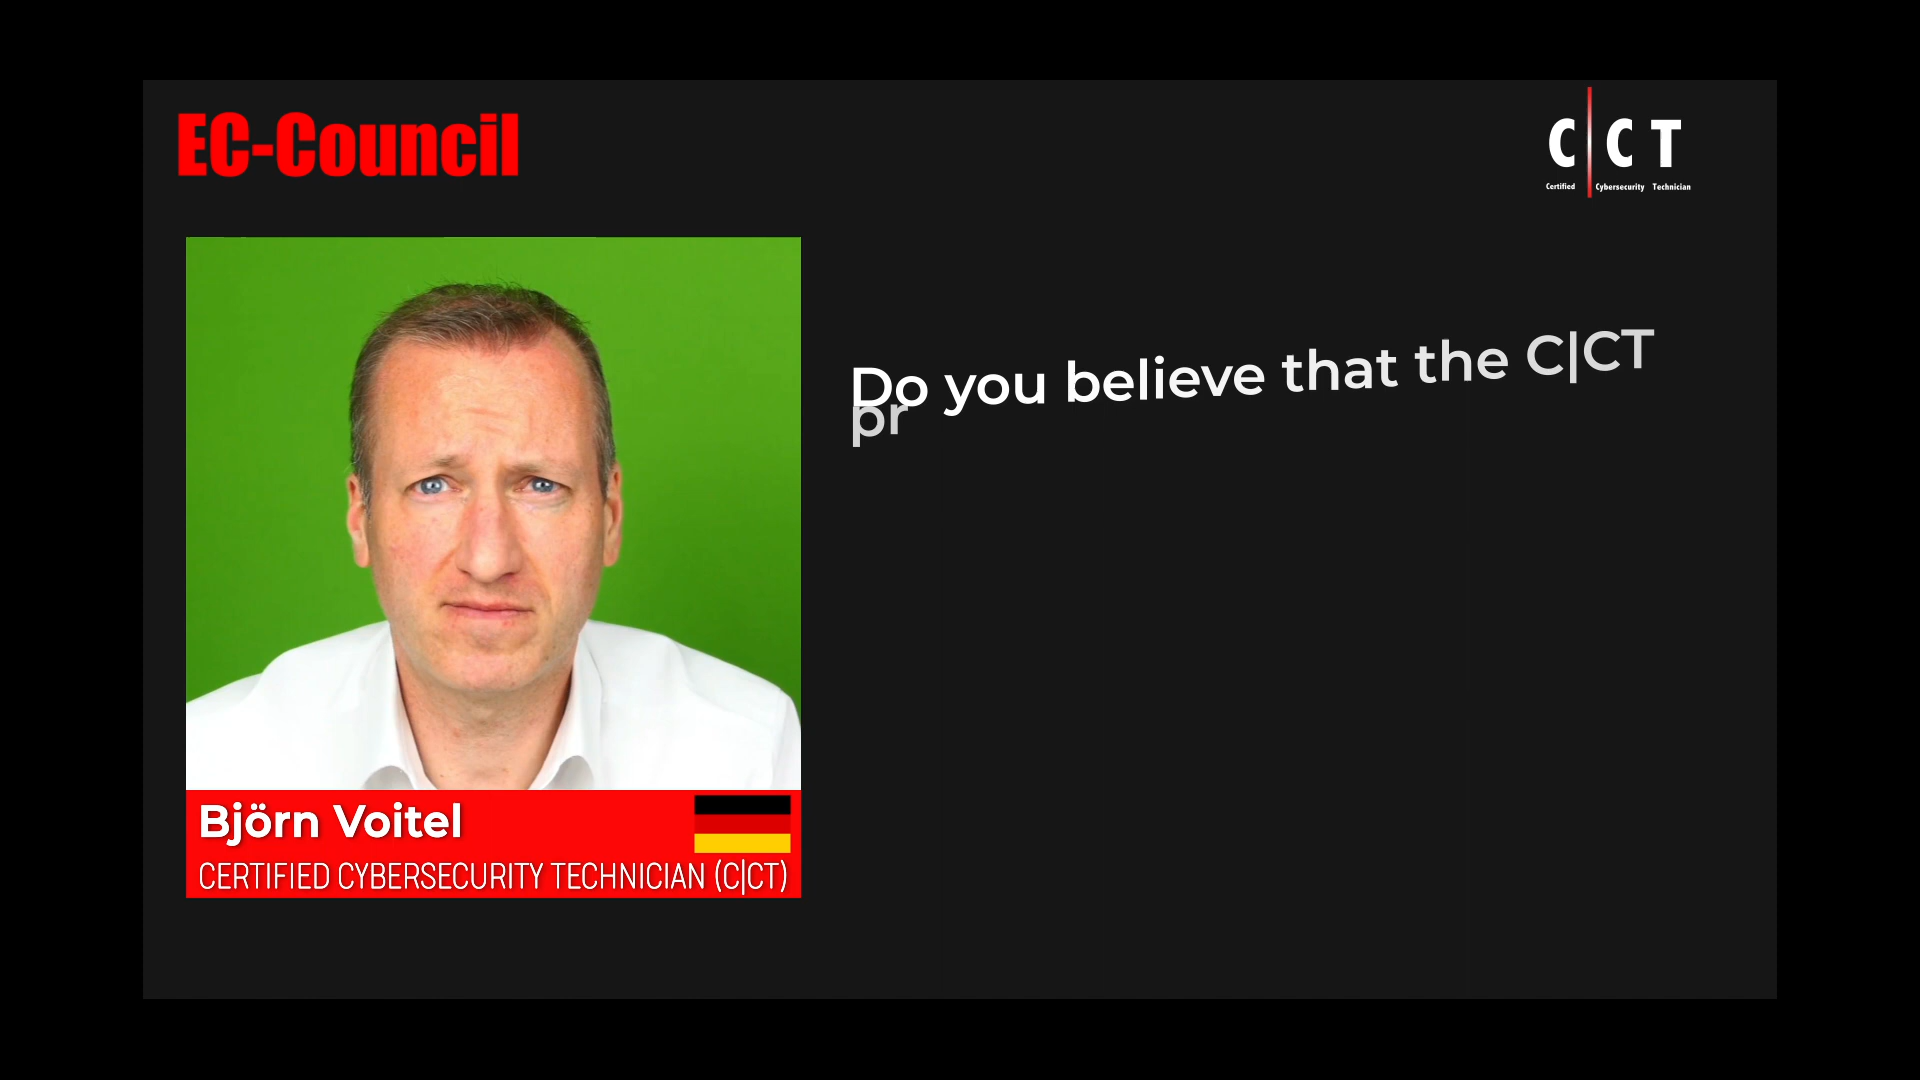 EC-Council
C|CT
Certified Cybersecurity Technician
Do you believe that the C|CT
pr
Björn Voitel
CERTIFIED CYBERSECURITY TECHNICIAN (C|CT)